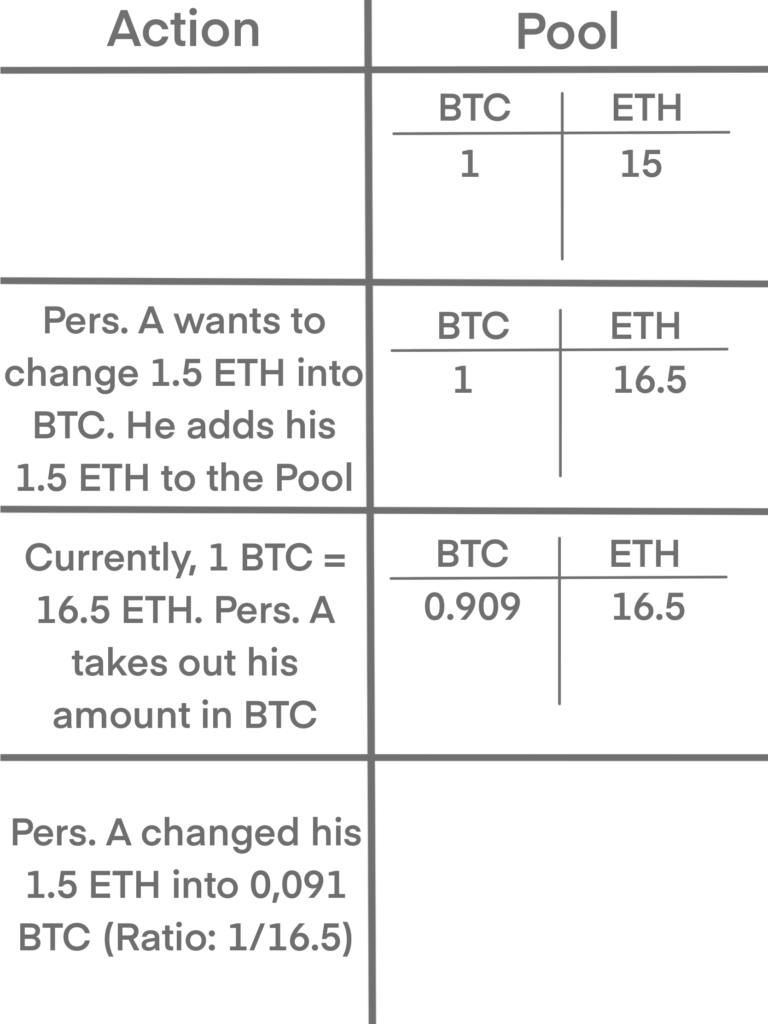 Action
Pool
BTC ETH
1 15
Pers. A wants to
change 1.5 ETH into
BTC. He adds his
1.5 ETH to the Pool
BTC ETH
1 16.5
Currently, 1 BTC =
16.5 ETH. Pers. A
takes out his
amount in BTC
BTC ETH
0.909 16.5
Pers. A changed his
1.5 ETH into 0,091
BTC (Ratio: 1/16.5)